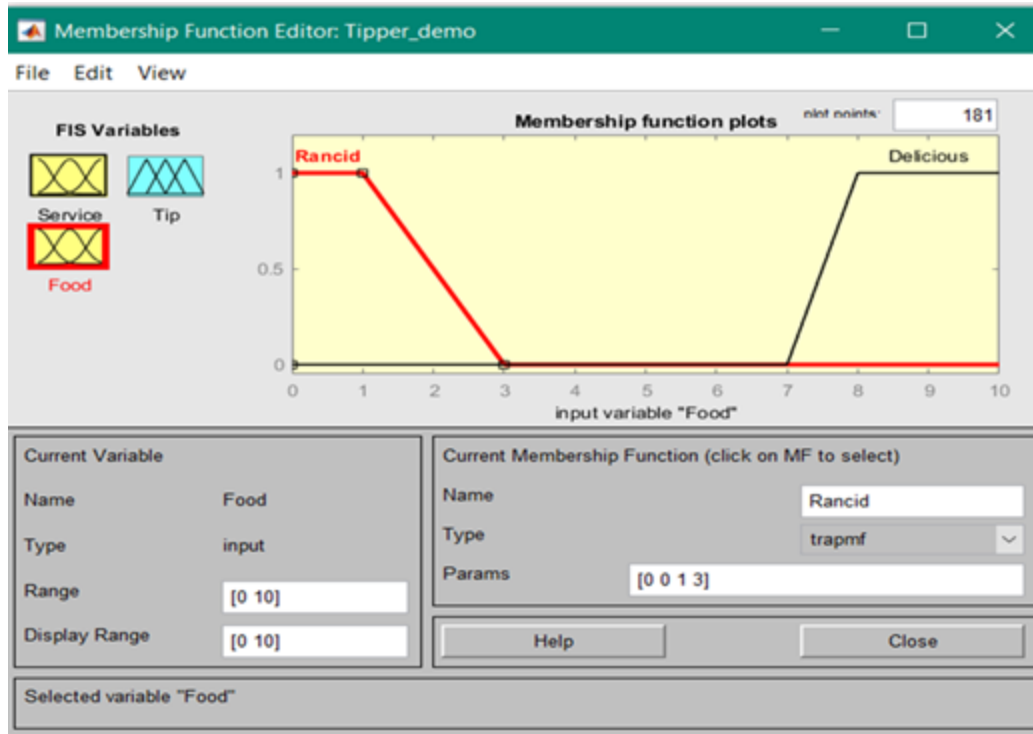 Membership Function Editor: Tipper_demo
File Edit View
FIS Variables
Service
Tip
Food
Membership function plots
plot points:
181
Rancid
Delicious
1
0.5
0
0 1 2 3 4 5 6 7 8 9 10
input variable "Food"
Current Variable
Name Food
Type input
Range [0 10]
Display Range [0 10]
Current Membership Function (click on MF to select)
Name Rancid
Type trapmf
Params [0 0 1 3]
Help
Close
Selected variable "Food"